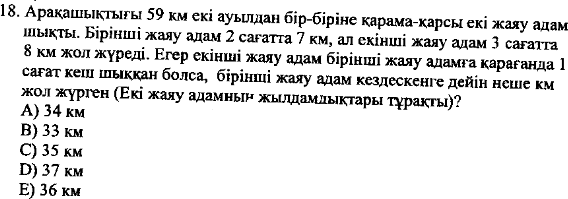 18. Арақашықтығы 59 км екі ауылдан бір-біріне қарама-қарсы екі жаяу адам
шықты. Бірінші жаяу адам 2 сағатта 7 км, ал екінші жаяу адам 3 сағатта
8 км жол жүреді. Егер екінші жаяу адам бірінші жаяу адамға қарағанда 1
сағат кеш шыққан болса, бірінші жаяу адам кездескенге дейін неше км
жол жүрген (Екі жаяу адамның жылдамдықтары тұрақты)?
A) 34 км
B) 33 км
C) 35 км
D) 37 км
E) 36 км